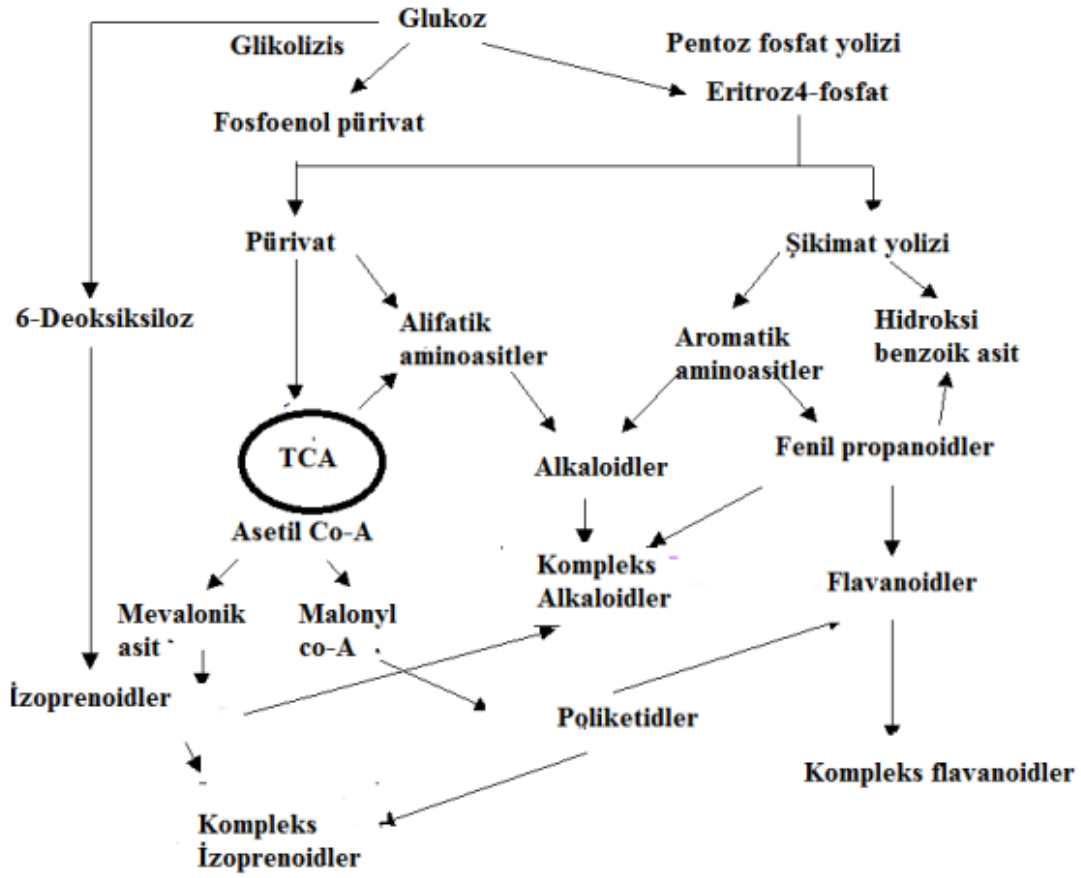 Glukoz
Glikolizis
Pentoz fosfat yolizi
Eritroz4-fosfat
Fosfoenol pürivat
Pürivat
Şikimat yolizi
6-Deoksiksiloz
Alifatik
aminoasitler
Aromatik
aminoasitler
Hidroksi
benzoik asit
TCA
Alkaloidler
Fenil propanoidler
Asetil Co-A
Kompleks
Alkaloidler
Flavanoidler
Mevalonik
asit
Malonyl
co-A
İzoprenoidler
Poliketidler
Kompleks flavanoidler
Kompleks
İzoprenoidler